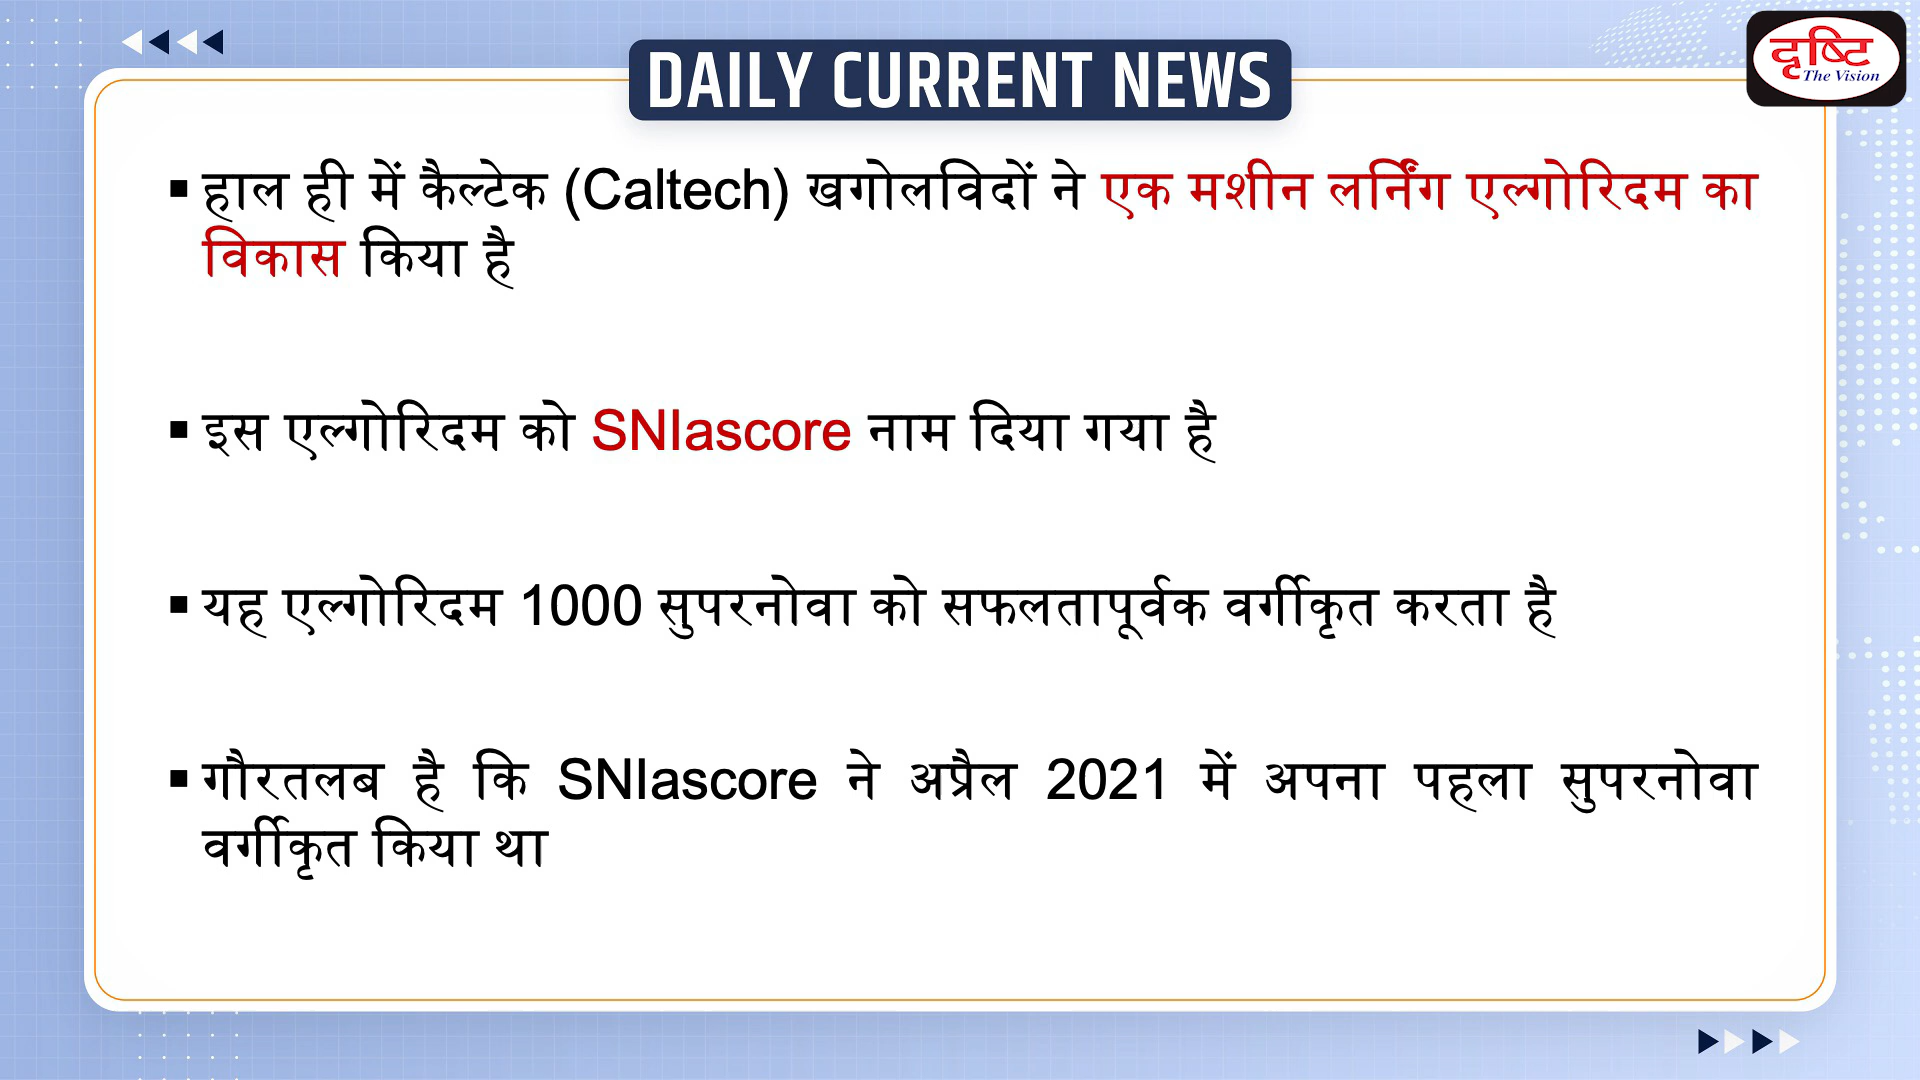 DAILY CURRENT NEWS
दृष्टि
The Vision
▪ हाल ही में कैल्टेक (Caltech) खगोलविदों ने एक मशीन लर्निंग एल्गोरिदम का
विकास किया है
▪ इस एल्गोरिदम को SNIascore नाम दिया गया है
▪ यह एल्गोरिदम 1000 सुपरनोवा को सफलतापूर्वक वर्गीकृत करता है
▪ गौरतलब है कि SNIascore ने अप्रैल 2021 में अपना पहला सुपरनोवा
वर्गीकृत किया था